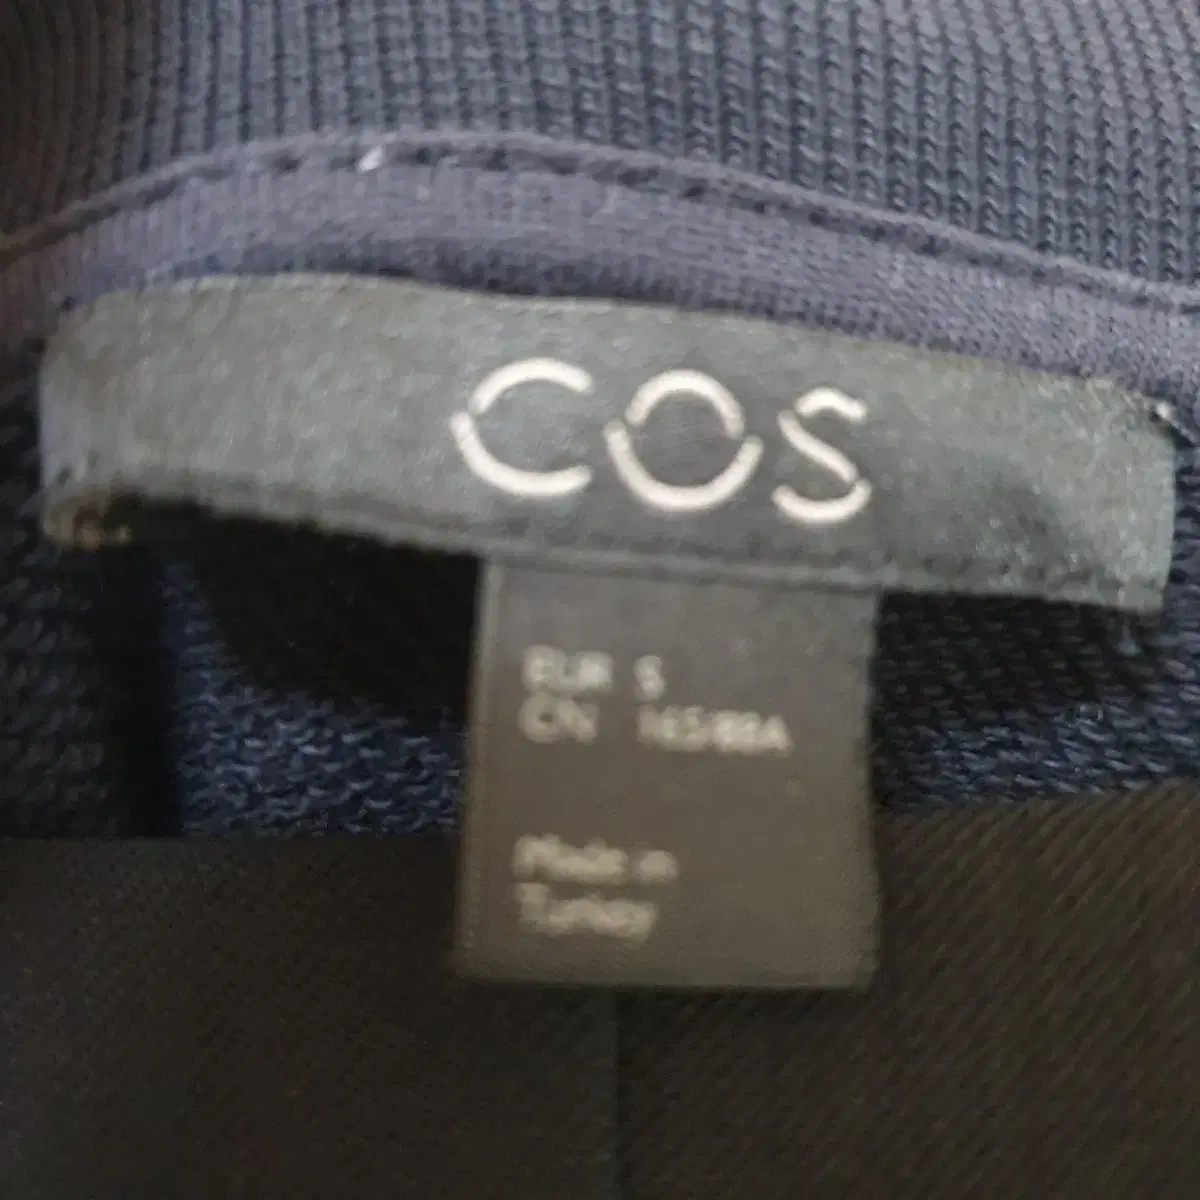 COS
EUR S
CN 165/88A
Made in
Turkey